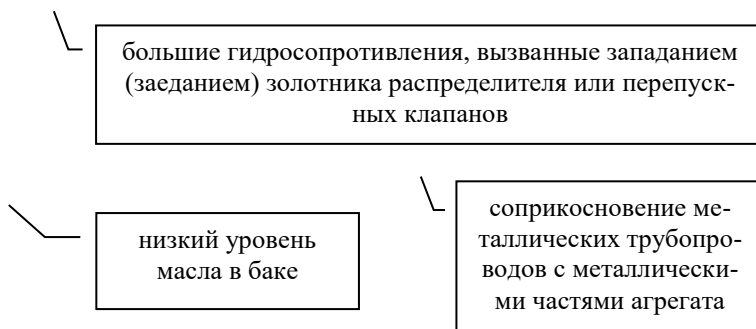 большие гидросопротивления, вызванные западанием
(заеданием) золотника распределителя или перепуск-
ных клапанов
низкий уровень
масла в баке
соприкосновение ме-
таллических трубопро-
водов с металлически-
ми частями агрегата